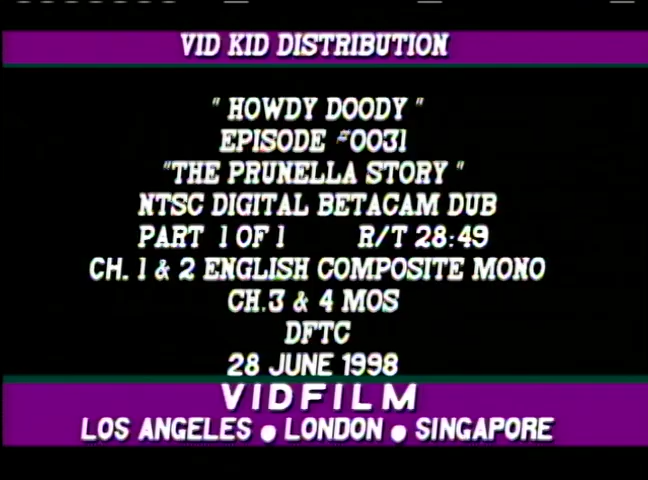 VID KID DISTRIBUTION
" HOWDY DOODY "
EPISODE #0031
"THE PRUNELLA STORY "
NTSC DIGITAL BETACAM DUB
PART 1 OF 1 R/T 28:49
CH. 1 & 2 ENGLISH COMPOSITE MONO
CH.3 & 4 MOS
DFTC
28 JUNE 1998
VIDFILM
LOS ANGELES ● LONDON ● SINGAPORE